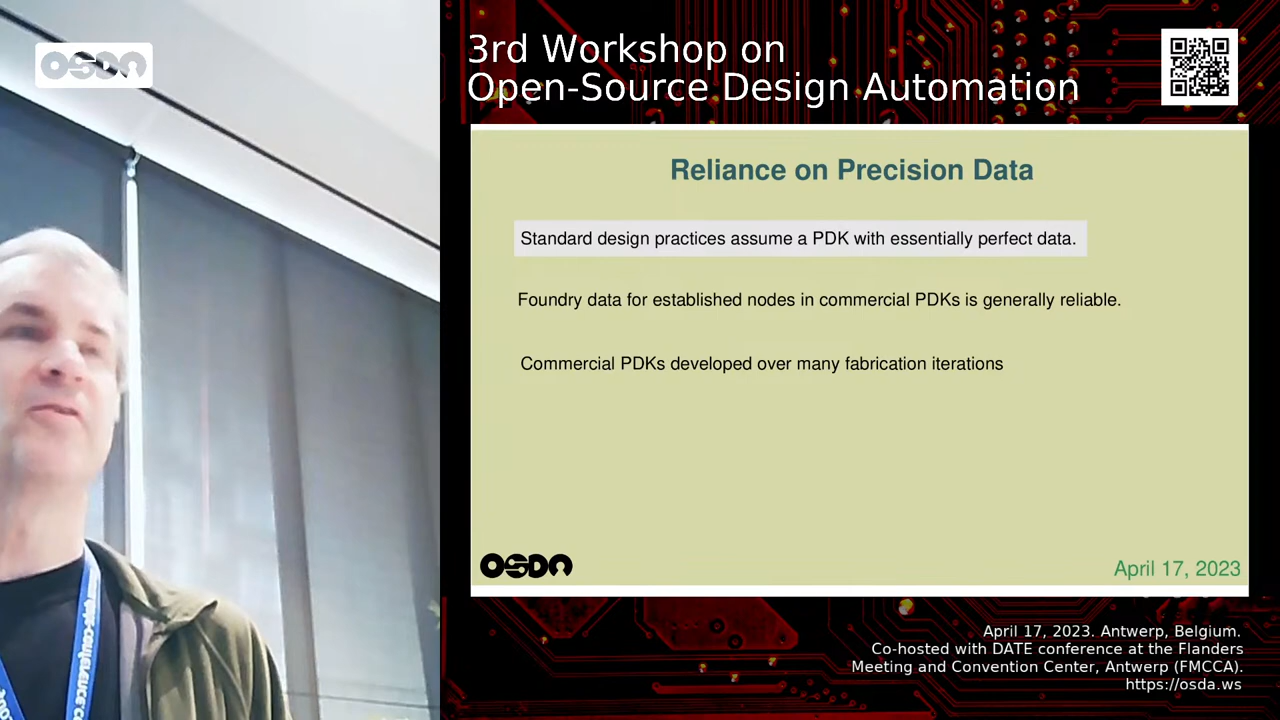 OSDA
3rd Workshop on
Open-Source Design Automation
Reliance on Precision Data
Standard design practices assume a PDK with essentially perfect data.
Foundry data for established nodes in commercial PDKs is generally reliable.
Commercial PDKs developed over many fabrication iterations
OSDA
April 17, 2023
April 17, 2023. Antwerp, Belgium.
Co-hosted with DATE conference at the Flanders
Meeting and Convention Center, Antwerp (FMCCA).
https://osda.ws